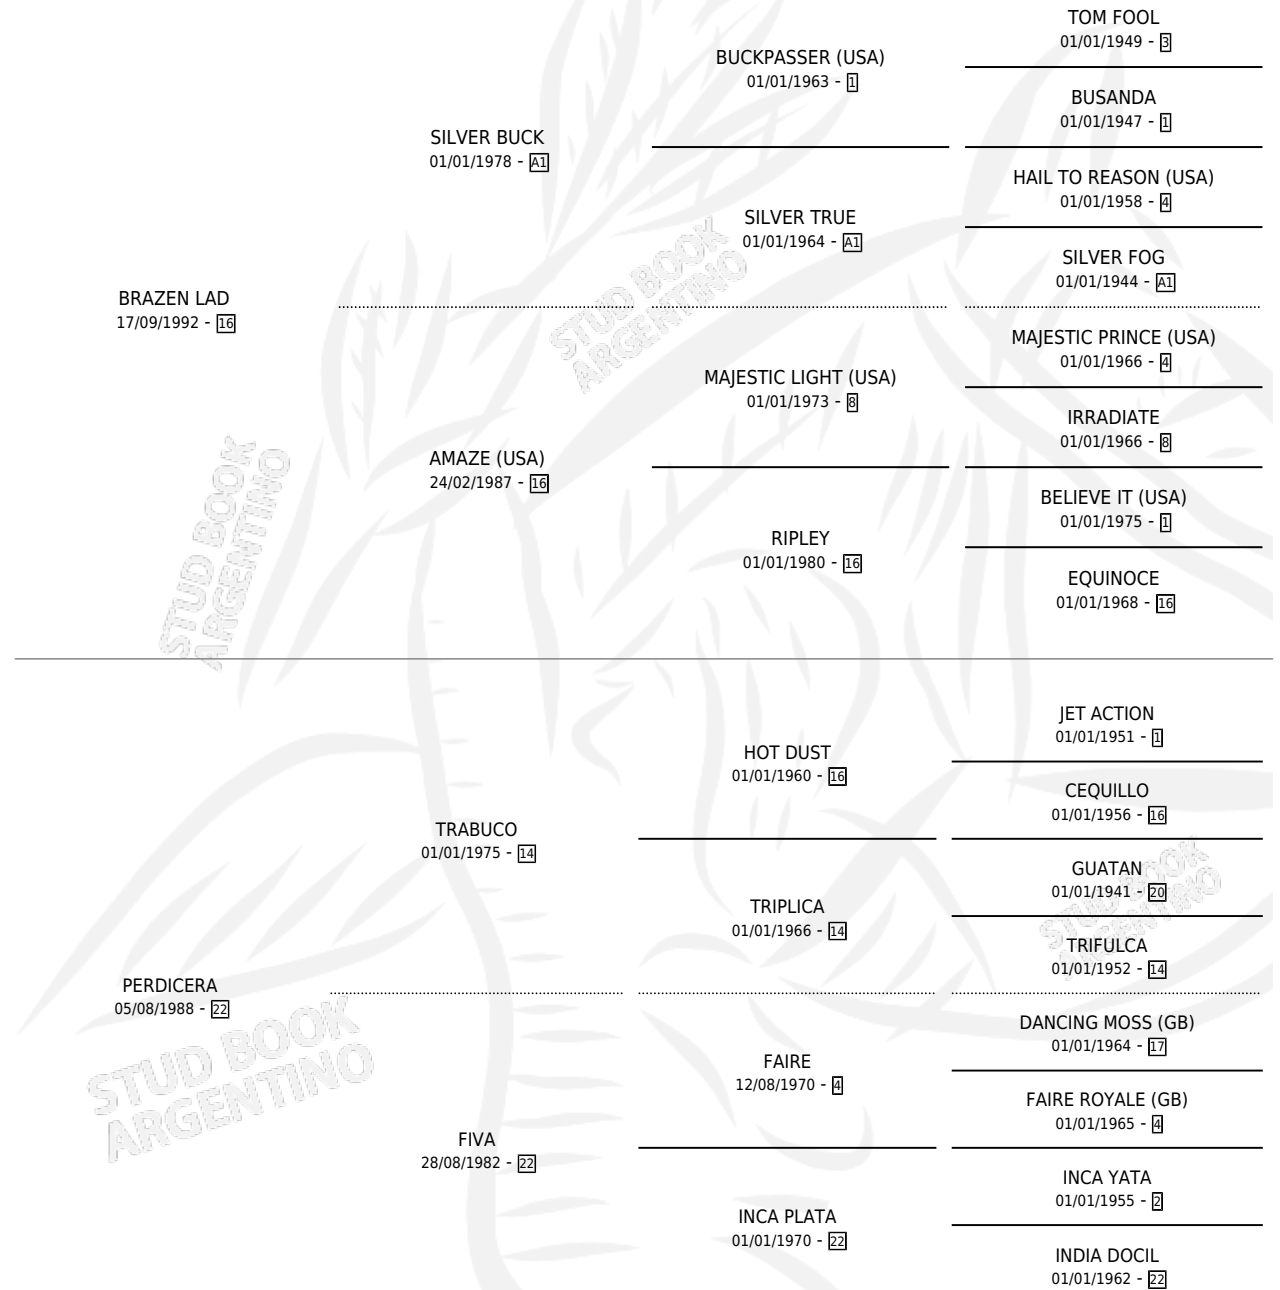 TOM FOOL
01/01/1949 - 3
BUCKPASSER (USA)
01/01/1963 - 1
BUSANDA
01/01/1947 - 1
SILVER BUCK
01/01/1978 - A1
HAIL TO REASON (USA)
01/01/1958 - 4
SILVER TRUE
01/01/1964 - A1
SILVER FOG
01/01/1944 - A1
BRAZEN LAD
17/09/1992 - 16
MAJESTIC PRINCE (USA)
01/01/1966 - 4
MAJESTIC LIGHT (USA)
01/01/1973 - 8
IRRADIATE
01/01/1966 - 8
AMAZE (USA)
24/02/1987 - 16
BELIEVE IT (USA)
01/01/1975 - 1
RIPLEY
01/01/1980 - 16
EQUINOCE
01/01/1968 - 16
JET ACTION
01/01/1951 - 1
HOT DUST
01/01/1960 - 16
CEQUILLO
01/01/1956 - 16
TRABUCO
01/01/1975 - 14
GUATAN
01/01/1941 - 20
TRIPLICA
01/01/1966 - 14
TRIFULCA
01/01/1952 - 14
PERDICERA
05/08/1988 - 22
DANCING MOSS (GB)
01/01/1964 - 17
FAIRE
12/08/1970 - 4
FAIRE ROYALE (GB)
01/01/1965 - 4
FIVA
28/08/1982 - 22
INCA YATA
01/01/1955 - 2
INCA PLATA
01/01/1970 - 22
INDIA DOCIL
01/01/1962 - 22
STUD BOOK
ARGENTINO
STUD BOOK
ARGENTINO
STUD BOOK
ARGENTINO
STUD BOOK
ARGENTINO